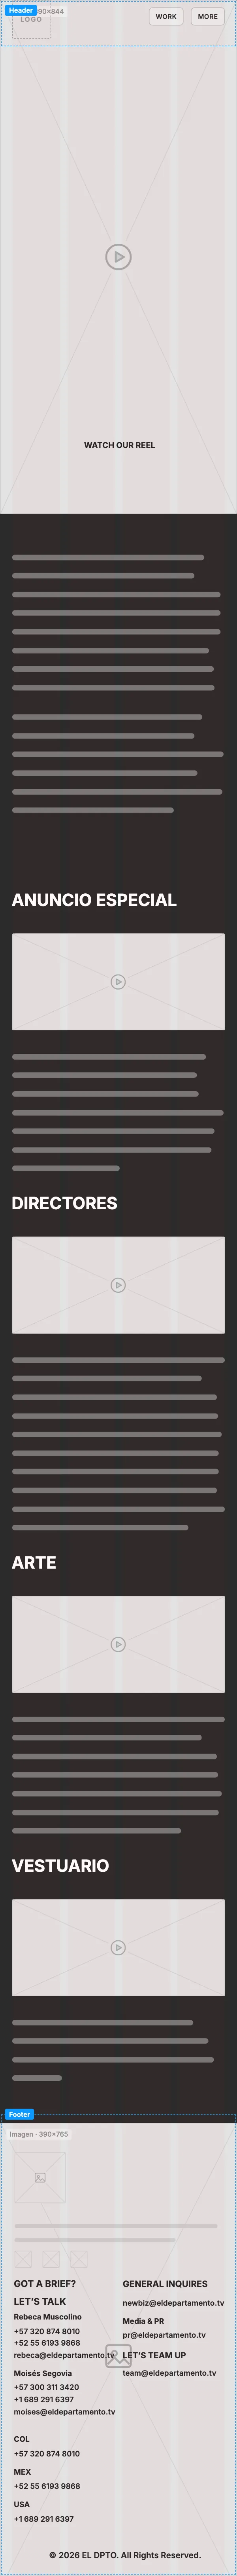 Header
90×844
LOGO
WORK
MORE
WATCH OUR REEL
ANUNCIO ESPECIAL
DIRECTORES
ARTE
VESTUARIO
Footer
Imagen · 390×765
GOT A BRIEF?
LET'S TALK
Rebeca Muscolino
+57 320 874 8010
+52 55 6193 9868
rebeca@eldepartamento.tv
Moisés Segovia
+57 300 311 3420
+1 689 291 6397
moises@eldepartamento.tv
COL
+57 320 874 8010
MEX
+52 55 6193 9868
USA
+1 689 291 6397
GENERAL INQUIRES
newbiz@eldepartamento.tv
Media & PR
pr@eldepartamento.tv
LET'S TEAM UP
team@eldepartamento.tv
© 2026 EL DPTO. All Rights Reserved.